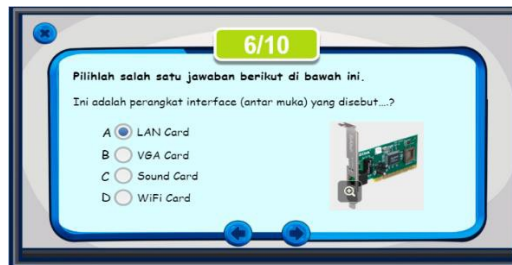 6/10
Pilihlah salah satu jawaban berikut di bawah ini.
Ini adalah perangkat interface (antar muka) yang disebut....?
A LAN Card
B VGA Card
C Sound Card
D WiFi Card